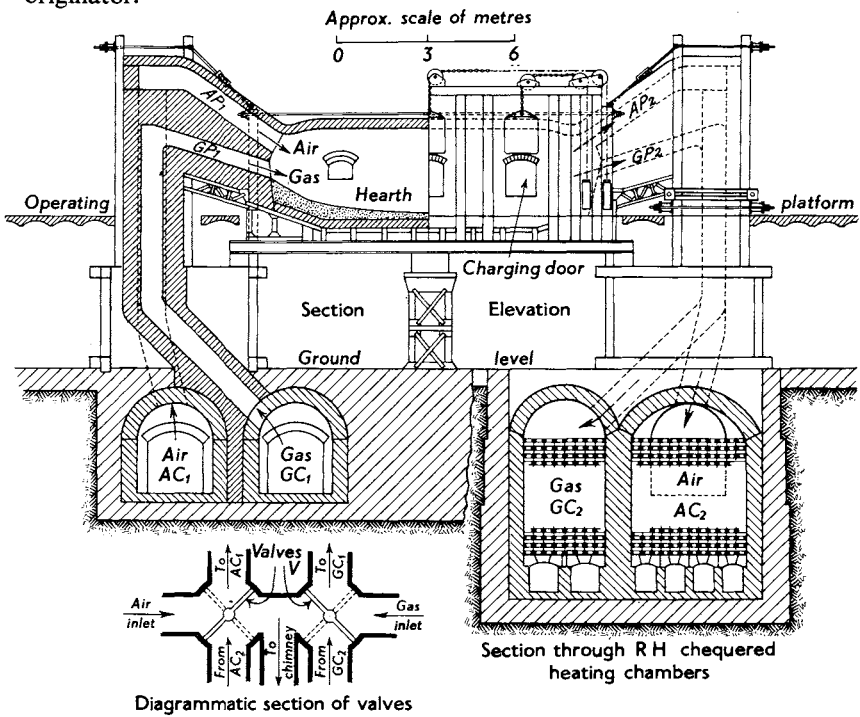 originator.
Approx. scale of metres
0 3 6
AP₁
Air
GP₁
Gas
Hearth
AP₂
GP₂
Operating
platform
Charging door
Section
Elevation
Ground
level
Air
AC₁
Gas
GC₁
Gas
GC₂
Air
AC₂
Valves
V
To
AC₁
To
GC₁
Air
inlet
Gas
inlet
From
AC₂
To
chimney
From
GC₂
Diagrammatic section of valves
Section through R H chequered
heating chambers